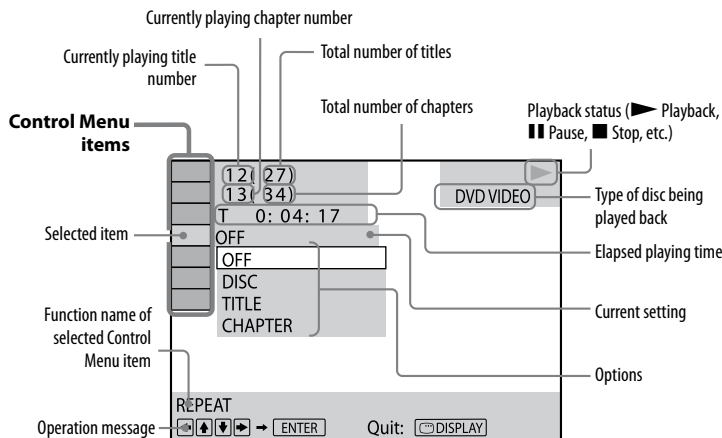 Currently playing chapter number
Currently playing title
number
Total number of titles
Total number of chapters
Playback status (▶ Playback,
❚❚ Pause, ■ Stop, etc.)
Control Menu
items
12( 27)
13( 34)
T 0: 04: 17
OFF
OFF
DISC
TITLE
CHAPTER
DVD VIDEO
Type of disc being
played back
Elapsed playing time
Selected item
Current setting
Function name of
selected Control
Menu item
Options
REPEAT
Operation message
← ↑ ↓ → → ENTER Quit: DISPLAY